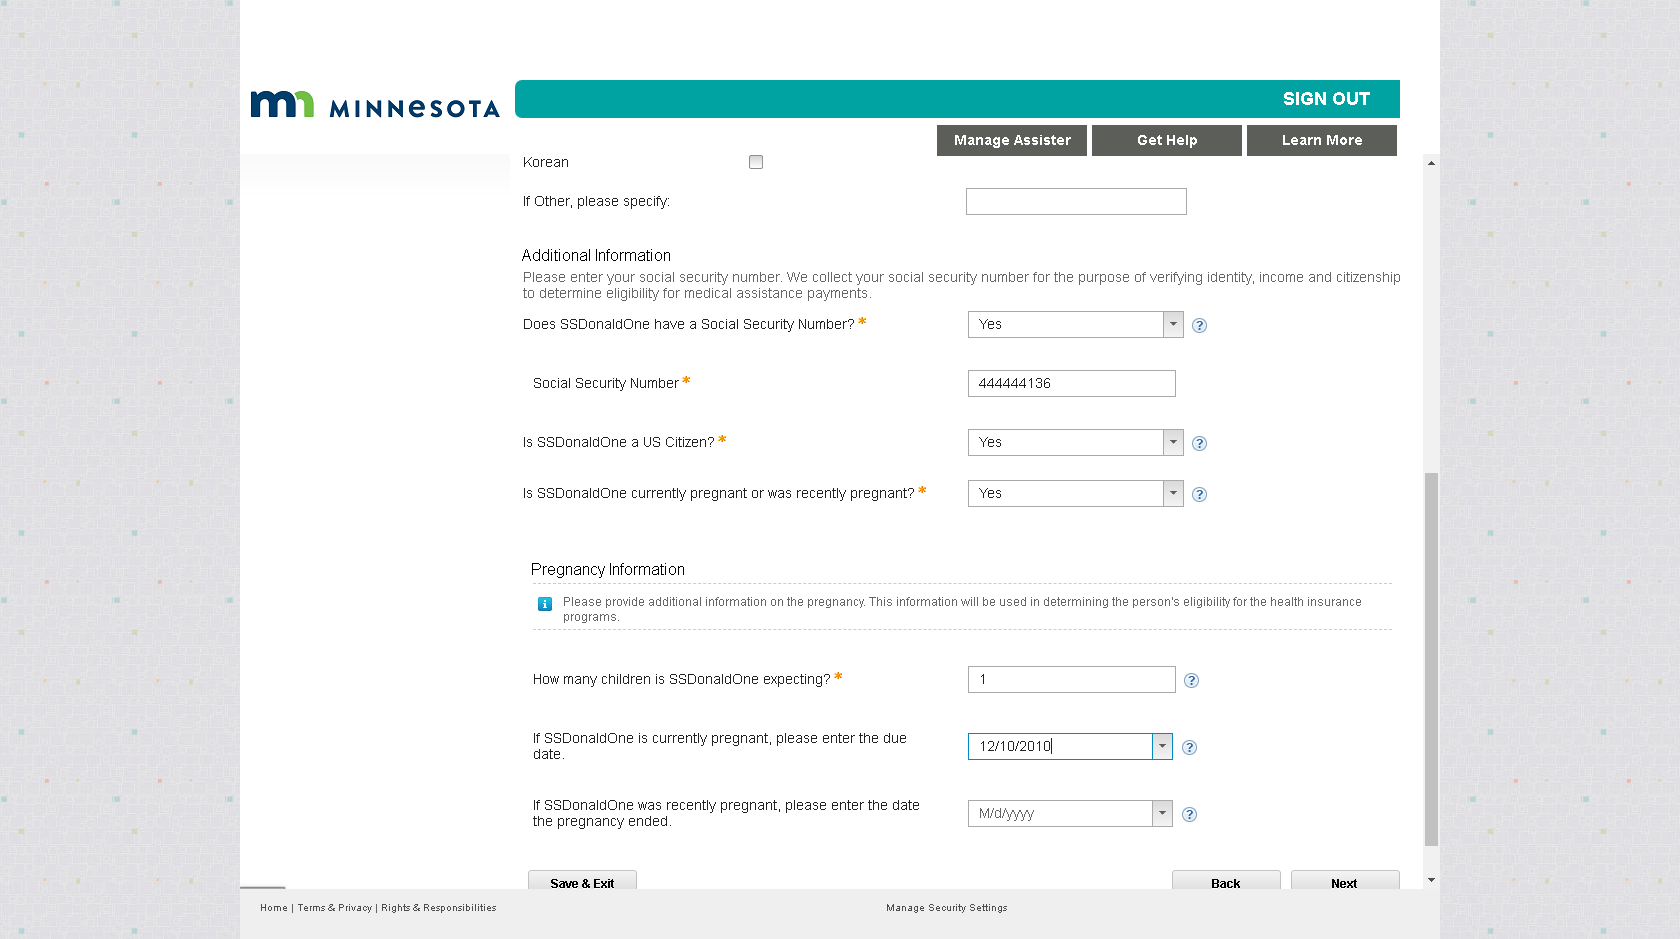 mn MINNESOTA
SIGN OUT
Manage Assister
Get Help
Learn More
Korean
If Other, please specify:
Additional Information
Please enter your social security number. We collect your social security number for the purpose of verifying identity, income and citizenship
to determine eligibility for medical assistance payments.
Does SSDonaldOne have a Social Security Number? *
Yes
Social Security Number *
444444136
Is SSDonaldOne a US Citizen? *
Yes
Is SSDonaldOne currently pregnant or was recently pregnant? *
Yes
Pregnancy Information
Please provide additional information on the pregnancy. This information will be used in determining the person's eligibility for the health insurance
programs.
How many children is SSDonaldOne expecting? *
1
If SSDonaldOne is currently pregnant, please enter the due
date.
12/10/2010
If SSDonaldOne was recently pregnant, please enter the date
the pregnancy ended.
M/d/yyyy
Save & Exit
Back
Next
Home | Terms & Privacy | Rights & Responsibilities
Manage Security Settings